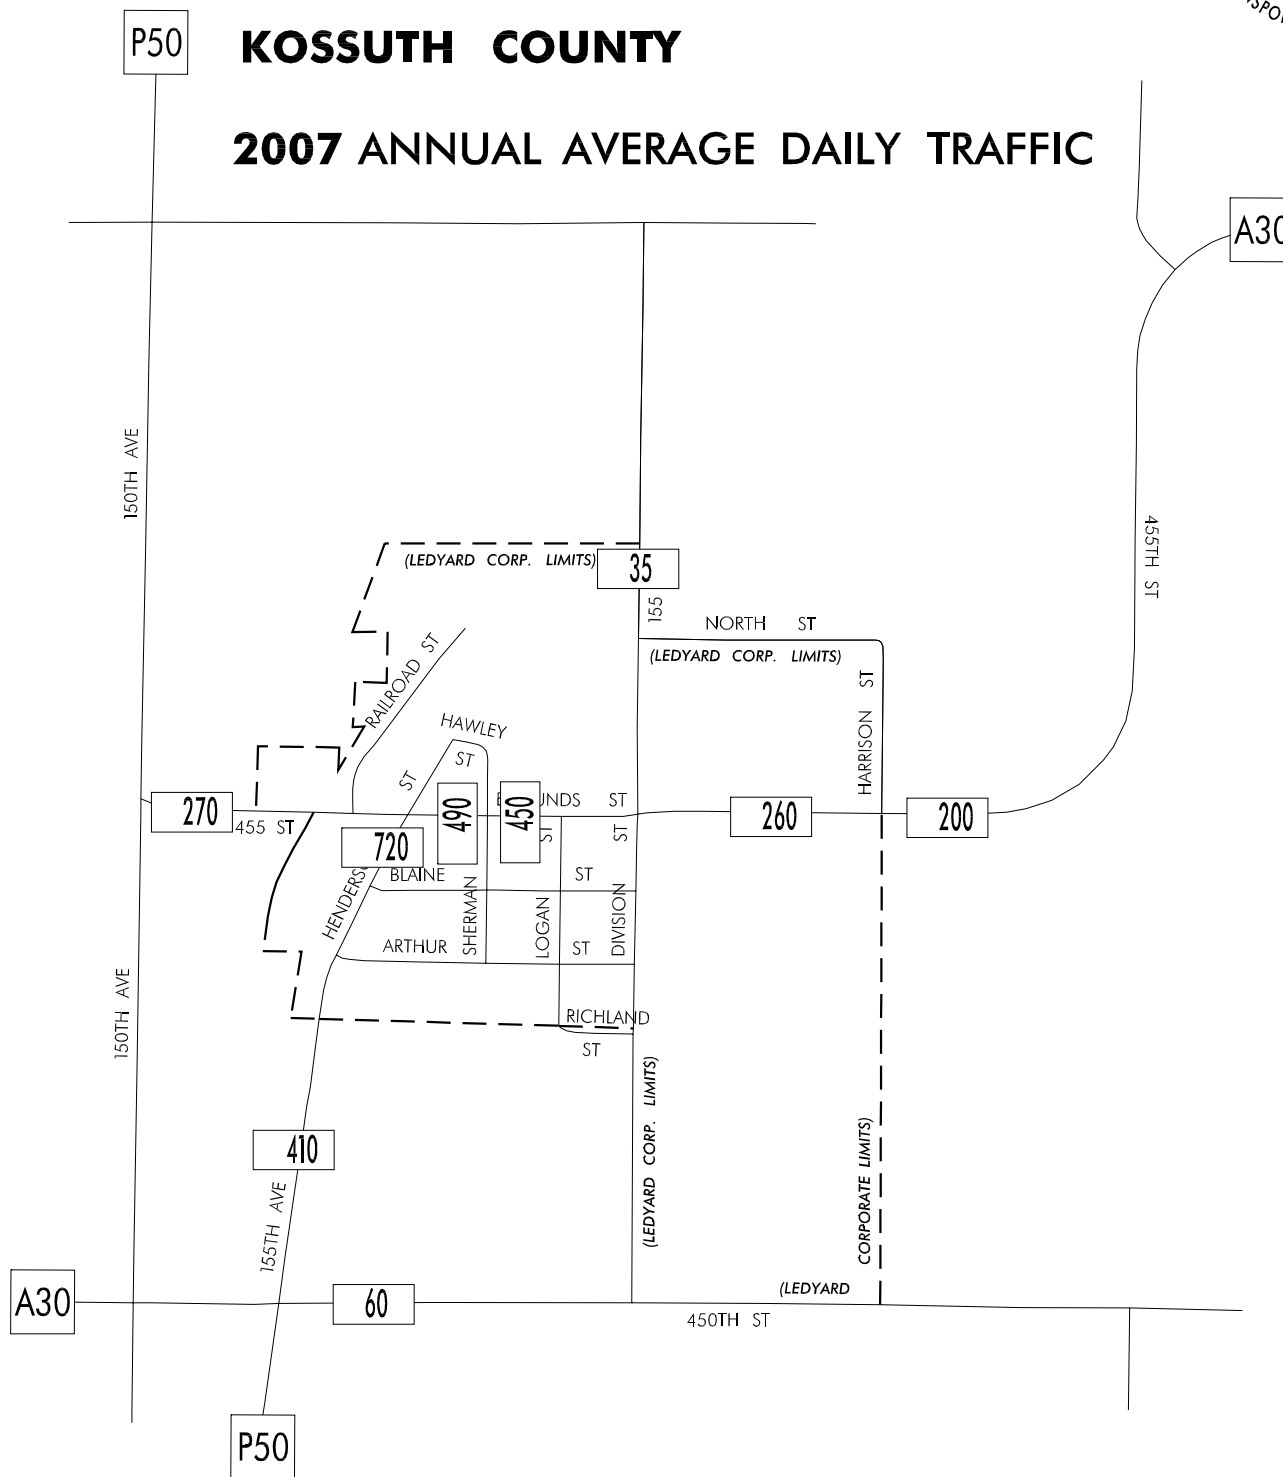 P50
KOSSUTH COUNTY
2007 ANNUAL AVERAGE DAILY TRAFFIC
A30
150TH AVE
455TH ST
(LEDYARD CORP. LIMITS)
35
155
NORTH ST
(LEDYARD CORP. LIMITS)
RAILROAD ST
HARRISON ST
HAWLEY
ST
ST
270
455 ST
720
490
450
ST
ST
ST
260
200
HENDERS
BLAINE ST
SHERMAN
LOGAN
DIVISION
ARTHUR ST
150TH AVE
RICHLAND
ST
(LEDYARD CORP. LIMITS)
CORPORATE LIMITS)
410
155TH AVE
A30
60
(LEDYARD
450TH ST
P50